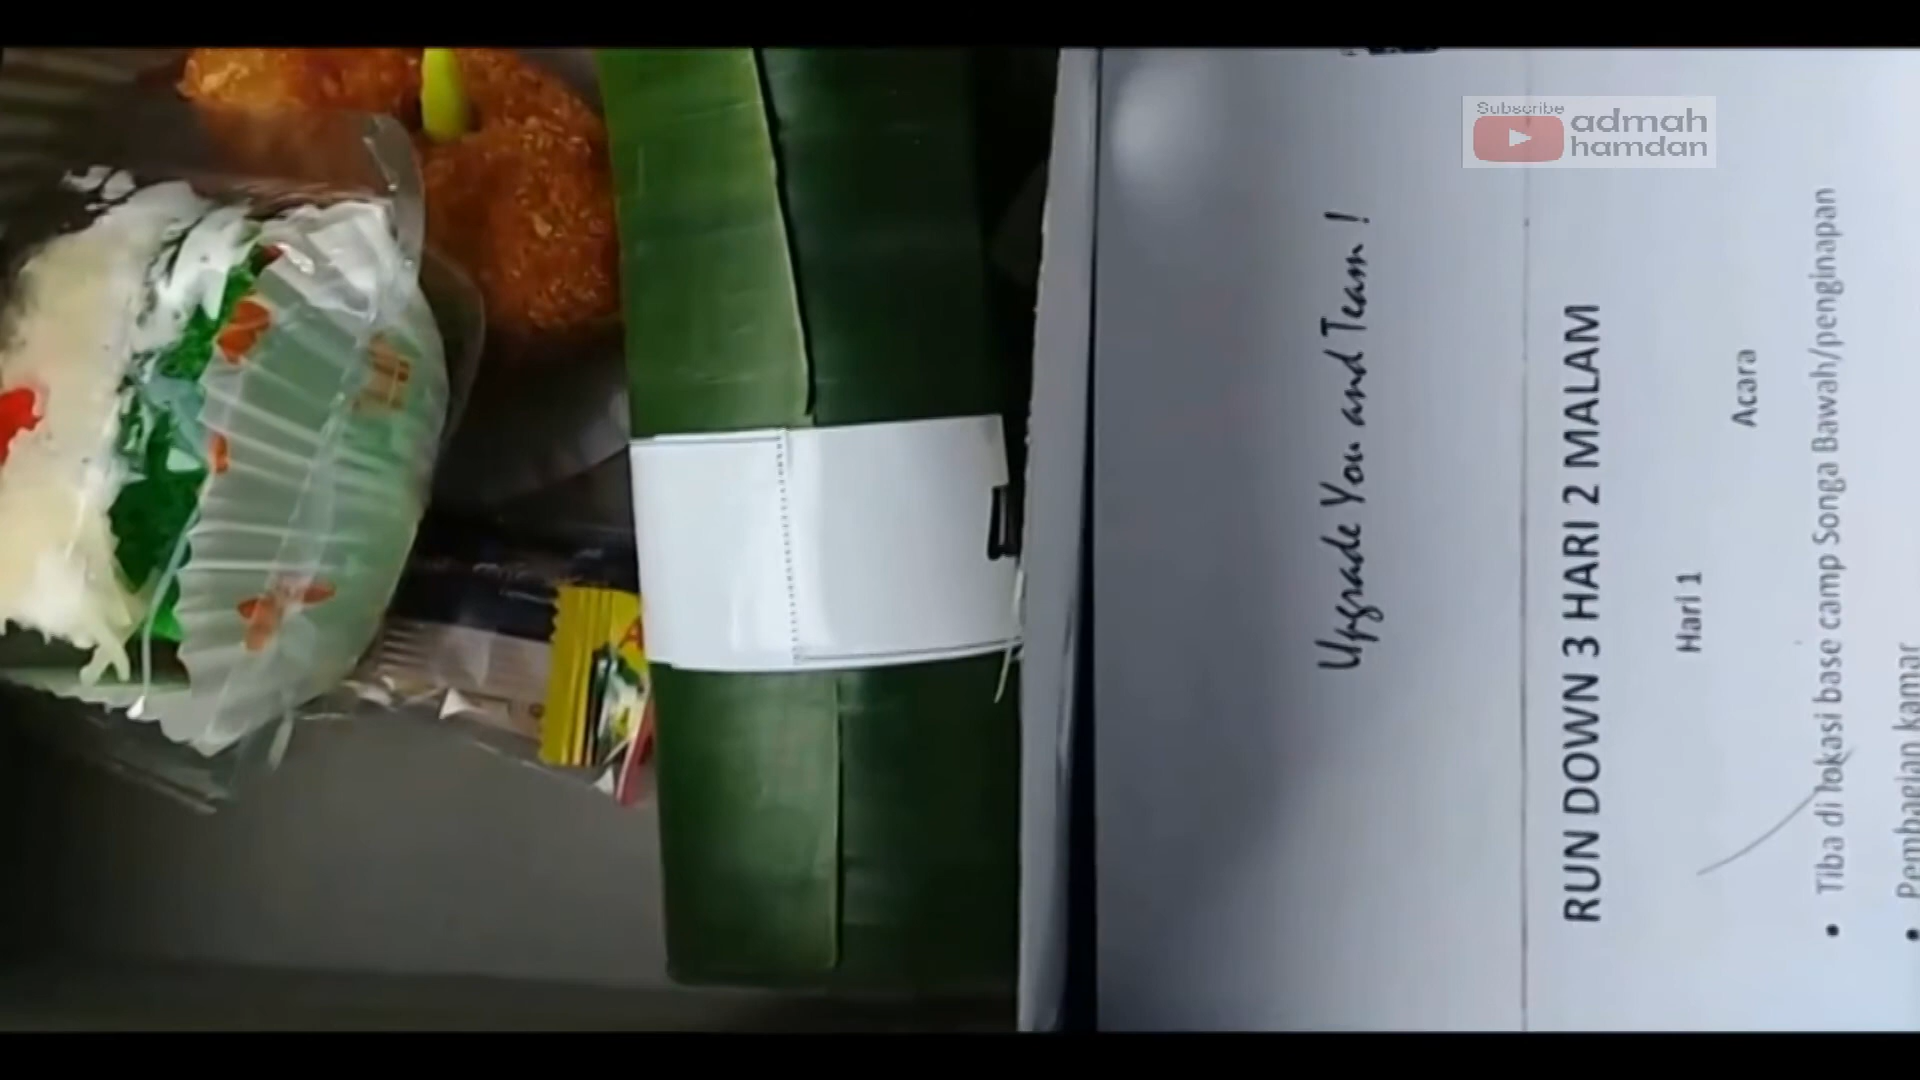 Subscribe
admah
hamdan
Upgrade You and Team !
RUN DOWN 3 HARI 2 MALAM
Hari 1
Acara
• Tiba di lokasi base camp Songa Bawah/penginapan
• Pembagian kamar